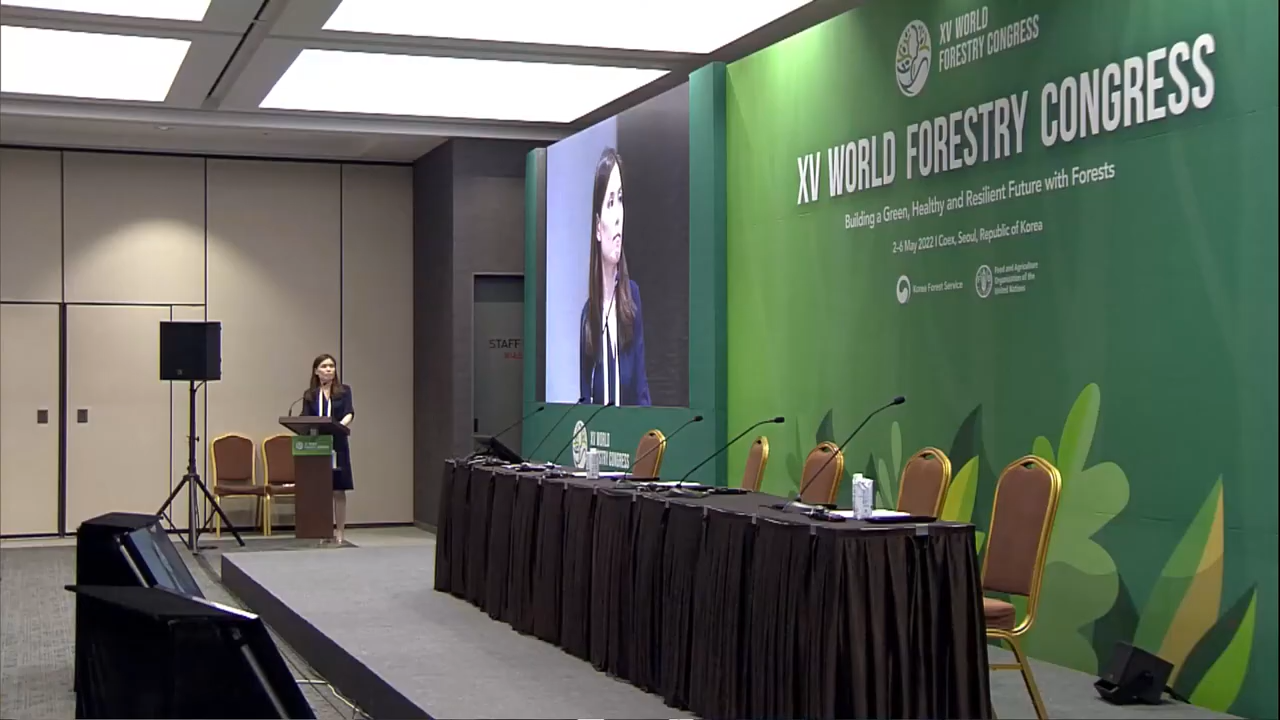 XV WORLD
FORESTRY CONGRESS
XV WORLD FORESTRY CONGRESS
Building a Green, Healthy and Resilient Future with Forests
2-6 May 2022 | Coex, Seoul, Republic of Korea
Korea Forest Service
Food and Agriculture
Organization of the
United Nations
STAFF
XV WORLD
FORESTRY CONGRESS